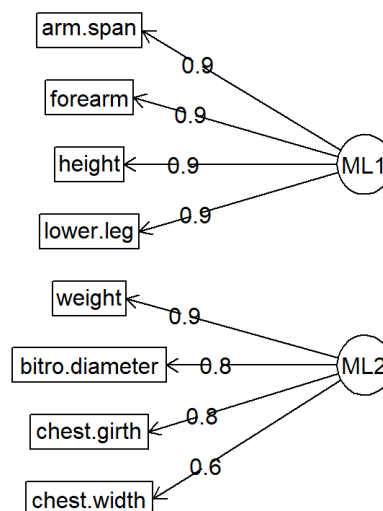 arm.span
0.9
forearm
0.9
height
0.9
ML1
lower.leg
0.9
weight
0.9
bitro.diameter
0.8
ML2
chest.girth
0.8
chest.width
0.6